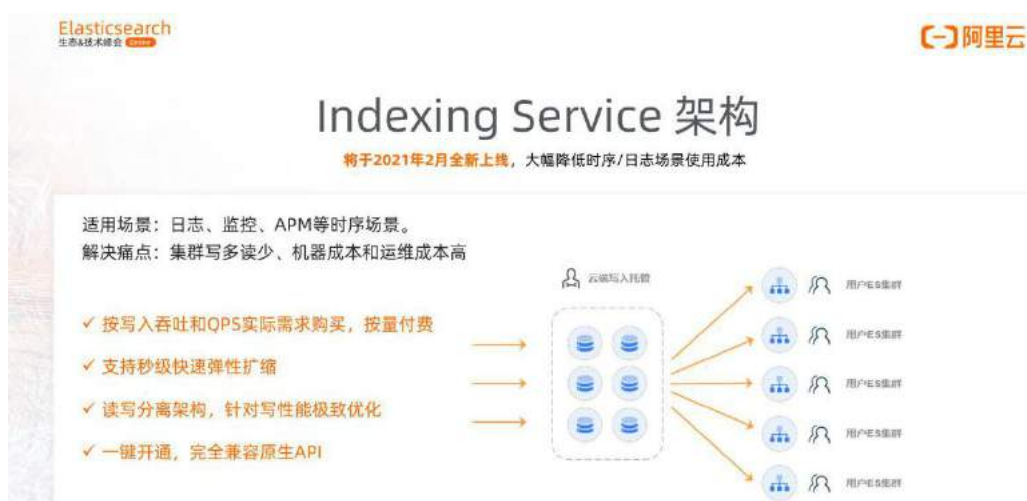 Elasticsearch
生态&技术峰会 Online
阿里云
Indexing Service 架构
将于2021年2月全新上线，大幅降低时序/日志场景使用成本
适用场景：日志、监控、APM等时序场景。
解决痛点：集群写多读少、机器成本和运维成本高
云端写入托管
✓ 按写入吞吐和QPS实际需求购买，按量付费
✓ 支持秒级快速弹性扩缩
✓ 读写分离架构，针对写性能极致优化
✓ 一键开通，完全兼容原生API
用户ES集群
用户ES集群
用户ES集群
用户ES集群
用户ES集群